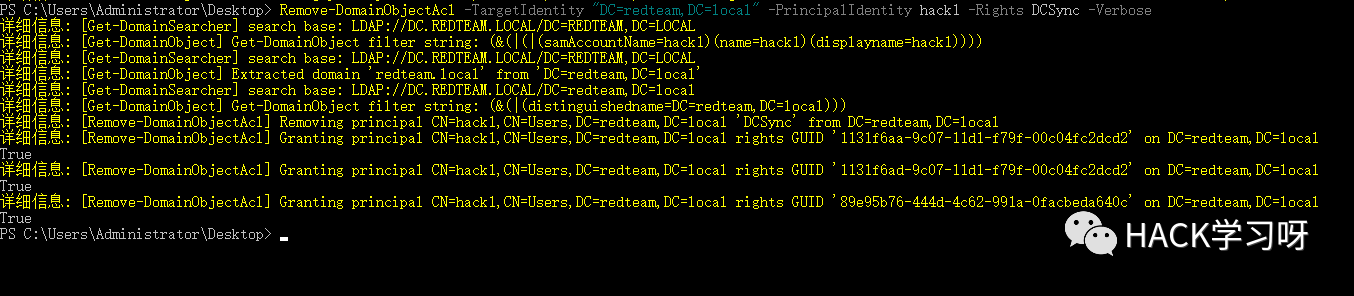 PS C:\Users\Administrator\Desktop> Remove-DomainObjectAcl -TargetIdentity "DC=redteam,DC=local" -PrincipalIdentity hack1 -Rights DCSync -Verbose
详细信息: [Get-DomainSearcher] search base: LDAP://DC.REDTEAM.LOCAL/DC=REDTEAM,DC=LOCAL
详细信息: [Get-DomainObject] Get-DomainObject filter string: (&(|(|(samAccountName=hack1)(name=hack1)(displayname=hack1))))
详细信息: [Get-DomainSearcher] search base: LDAP://DC.REDTEAM.LOCAL/DC=REDTEAM,DC=LOCAL
详细信息: [Get-DomainObject] Extracted domain 'redteam.local' from 'DC=redteam,DC=local'
详细信息: [Get-DomainSearcher] search base: LDAP://DC.REDTEAM.LOCAL/DC=redteam,DC=local
详细信息: [Get-DomainObject] Get-DomainObject filter string: (&(|(distinguishedname=DC=redteam,DC=local)))
详细信息: [Remove-DomainObjectAcl] Removing principal CN=hack1,CN=Users,DC=redteam,DC=local 'DCSync' from DC=redteam,DC=local
详细信息: [Remove-DomainObjectAcl] Granting principal CN=hack1,CN=Users,DC=redteam,DC=local rights GUID '1131f6aa-9c07-11d1-f79f-00c04fc2dcd2' on DC=redteam,DC=local
True
详细信息: [Remove-DomainObjectAcl] Granting principal CN=hack1,CN=Users,DC=redteam,DC=local rights GUID '1131f6ad-9c07-11d1-f79f-00c04fc2dcd2' on DC=redteam,DC=local
True
详细信息: [Remove-DomainObjectAcl] Granting principal CN=hack1,CN=Users,DC=redteam,DC=local rights GUID '89e95b76-444d-4c62-991a-0facbeda640c' on DC=redteam,DC=local
True
PS C:\Users\Administrator\Desktop>
HACK学习呀